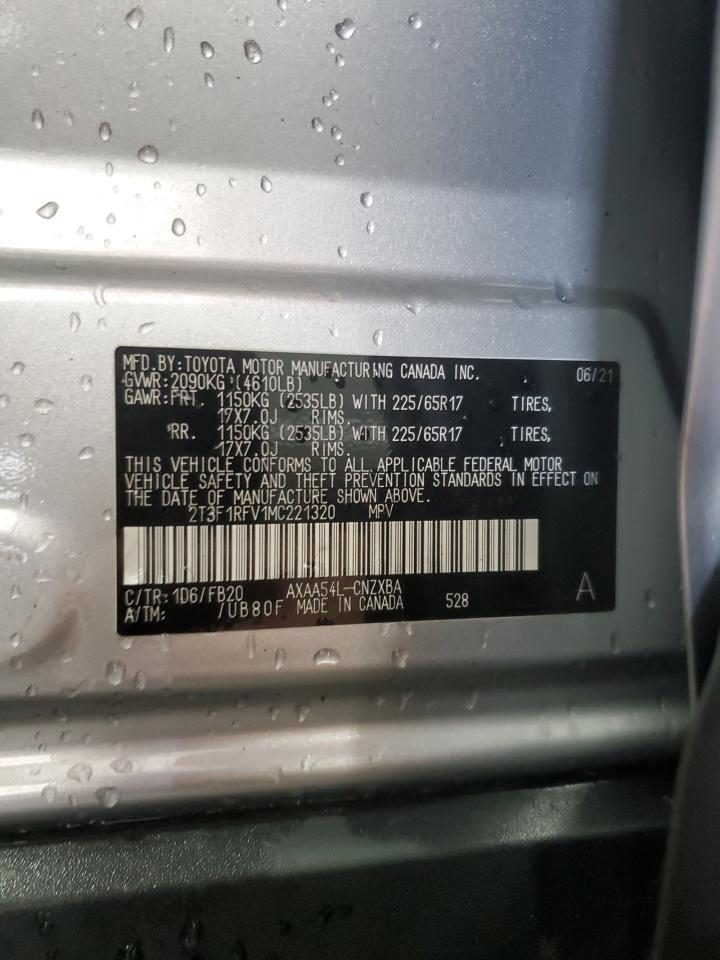 MFD.BY:TOYOTA MOTOR MANUFACTURING CANADA INC. 06/21
GVWR:2090KG (4610LB)
GAWR:FRT. 1150KG (2535LB) WITH 225/65R17 TIRES,
17X7.0J RIMS.
RR. 1150KG (2535LB) WITH 225/65R17 TIRES,
17X7.0J RIMS.
THIS VEHICLE CONFORMS TO ALL APPLICABLE FEDERAL MOTOR
VEHICLE SAFETY AND THEFT PREVENTION STANDARDS IN EFFECT ON
THE DATE OF MANUFACTURE SHOWN ABOVE.
2T3F1RFV1MC221320 MPV
C/TR:1D6/FB20 AXAA54L-CNZXBA
A/TM: /UB80F MADE IN CANADA 528 A